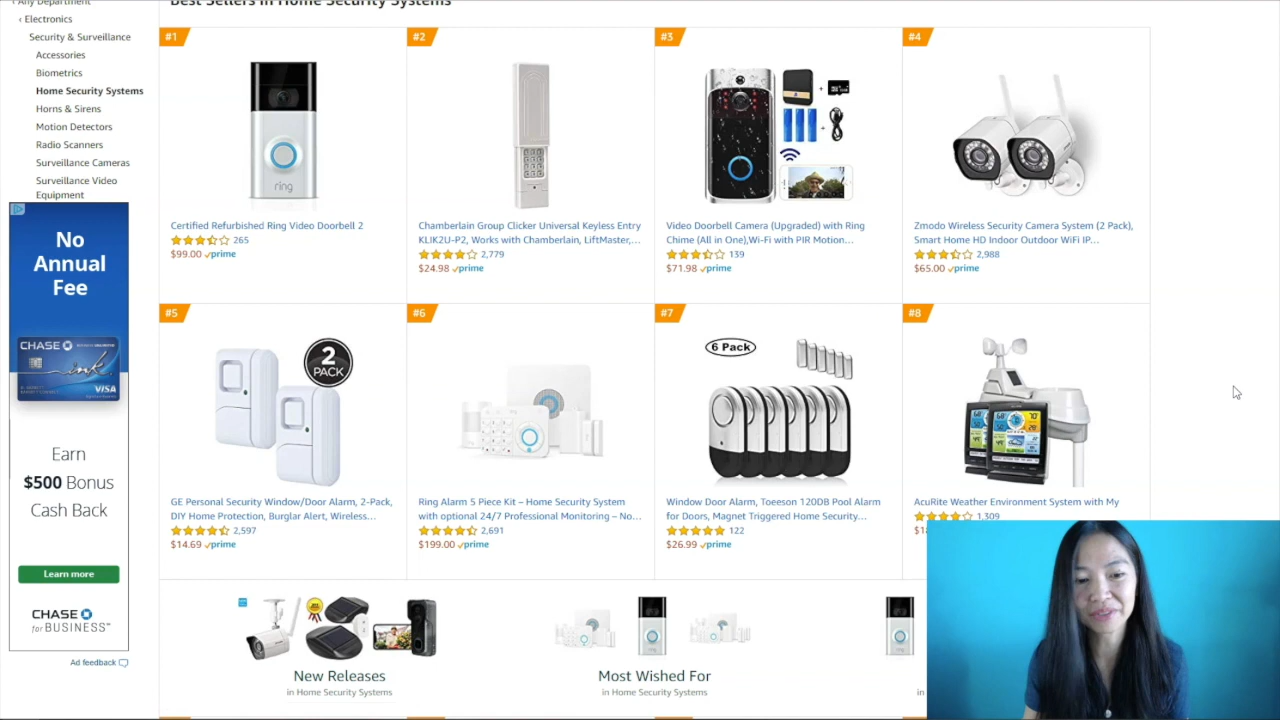 ‹ Any Department
‹ Electronics
Security & Surveillance
Accessories
Biometrics
Home Security Systems
Horns & Sirens
Motion Detectors
Radio Scanners
Surveillance Cameras
Surveillance Video
Equipment
No
Annual
Fee
CHASE
ink
VISA
Earn
$500 Bonus
Cash Back
Learn more
CHASE
for BUSINESS
Ad feedback
Best Sellers in Home Security Systems
#1
ring
Certified Refurbished Ring Video Doorbell 2
265
$99.00 prime
#2
Chamberlain Group Clicker Universal Keyless Entry
KLIK2U-P2, Works with Chamberlain, LiftMaster,...
2,779
$24.98 prime
#3
Video Doorbell Camera (Upgraded) with Ring
Chime (All in One),Wi-Fi with PIR Motion...
139
$71.98 prime
#4
Zmodo Wireless Security Camera System (2 Pack),
Smart Home HD Indoor Outdoor WiFi IP...
2,988
$65.00 prime
#5
2
PACK
GE Personal Security Window/Door Alarm, 2-Pack,
DIY Home Protection, Burglar Alert, Wireless...
2,597
$14.69 prime
#6
Ring Alarm 5 Piece Kit – Home Security System
with optional 24/7 Professional Monitoring – No...
2,691
$199.00 prime
#7
6 Pack
Window Door Alarm, Toeeson 120DB Pool Alarm
for Doors, Magnet Triggered Home Security...
122
$26.99 prime
#8
AcuRite Weather Environment System with My
1,309
New Releases
in Home Security Systems
Most Wished For
in Home Security Systems